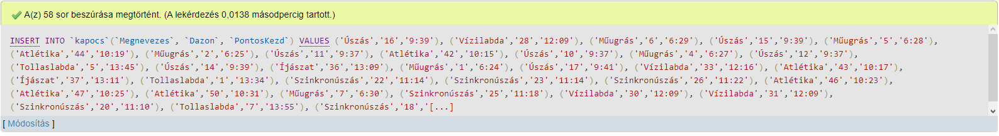 A(z) 58 sor beszúrása megtörtént. (A lekérdezés 0,0138 másodpercig tartott.)
INSERT INTO `kapocs`(`Megnevezes`, `Dazon`, `PontosKezd`) VALUES ('Úszás','16','9:39'), ('Vízilabda','28','12:09'), ('Műugrás','6','6:29'), ('Úszás','15','9:39'), ('Műugrás','5','6:28'),
('Atlétika','44','10:19'), ('Műugrás','2','6:25'), ('Úszás','11','9:37'), ('Atlétika','42','10:15'), ('Úszás','10','9:37'), ('Műugrás','4','6:27'), ('Úszás','12','9:37'),
('Tollaslabda','5','13:45'), ('Úszás','14','9:39'), ('Íjászat','36','13:09'), ('Műugrás','1','6:24'), ('Úszás','17','9:41'), ('Vízilabda','33','12:16'), ('Atlétika','43','10:17'),
('Íjászat','37','13:11'), ('Tollaslabda','1','13:34'), ('Szinkronúszás','22','11:14'), ('Szinkronúszás','23','11:14'), ('Szinkronúszás','26','11:22'), ('Atlétika','46','10:23'),
('Atlétika','47','10:25'), ('Atlétika','50','10:31'), ('Műugrás','7','6:30'), ('Szinkronúszás','25','11:18'), ('Vízilabda','30','12:09'), ('Vízilabda','31','12:09'),
('Szinkronúszás','20','11:10'), ('Tollaslabda','7','13:55'), ('Szinkronúszás','18','[...]
[ Módosítás ]